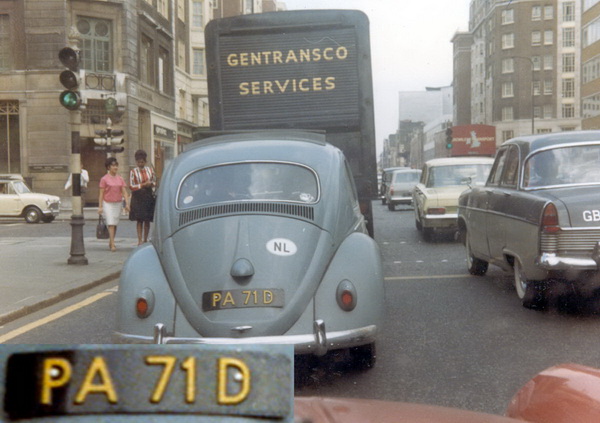 GENTRANSCO
SERVICES
NL
GB
PA 71 D
PA 71 D